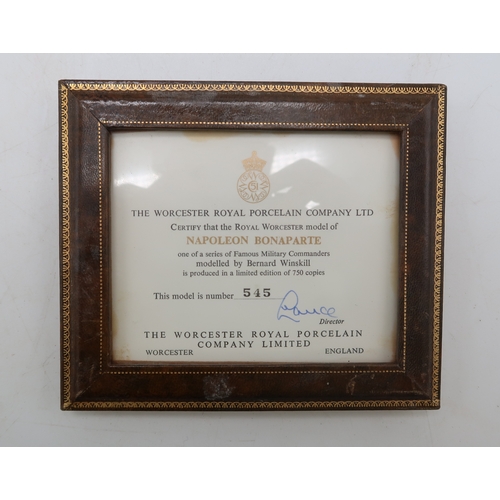 THE WORCESTER ROYAL PORCELAIN COMPANY LTD
CERTIFY that the ROYAL WORCESTER model of
NAPOLEON BONAPARTE
one of a series of Famous Military Commanders
modelled by Bernard Winskill
is produced in a limited edition of 750 copies
This model is number 545
Director
THE WORCESTER ROYAL PORCELAIN
COMPANY LIMITED
WORCESTER ENGLAND